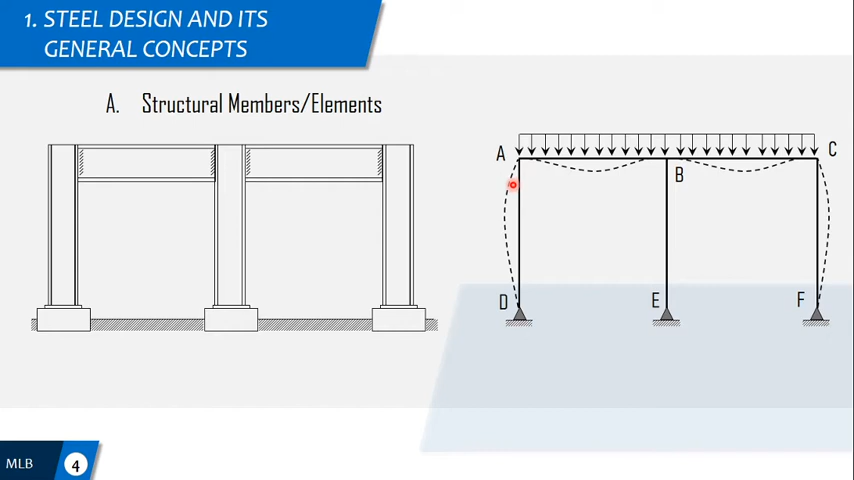 1. STEEL DESIGN AND ITS
GENERAL CONCEPTS
A. Structural Members/Elements
A
C
B
D
E
F
MLB
4